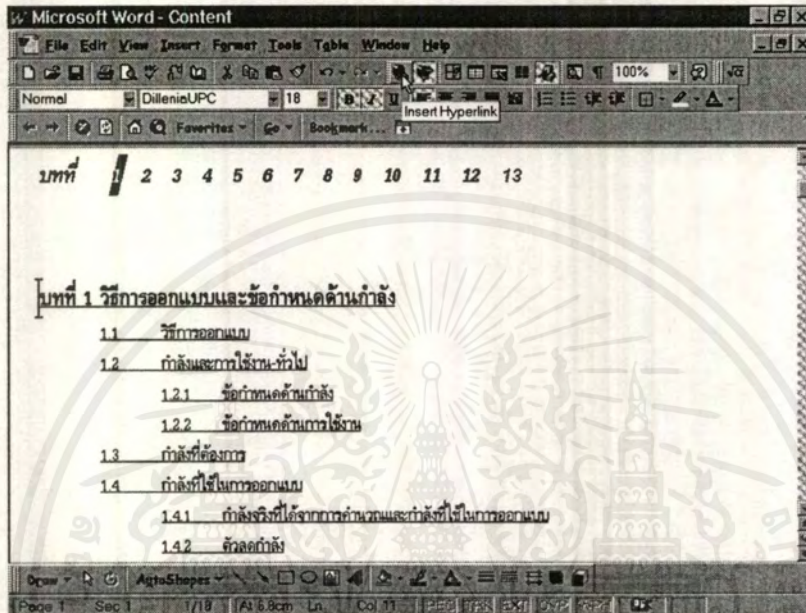 Microsoft Word - Content
File Edit View Insert Format Tools Table Window Help
100%
Normal DilleniaUPC 18 B I U
Insert Hyperlink
Favorites Go Bookmark...
บทที่ 1 2 3 4 5 6 7 8 9 10 11 12 13
บทที่ 1 วิธีการออกแบบและข้อกำหนดด้านกำลัง
1.1 วิธีการออกแบบ
1.2 กำลังและการใช้งาน-ทั่วไป
1.2.1 ข้อกำหนดด้านกำลัง
1.2.2 ข้อกำหนดด้านการใช้งาน
1.3 กำลังที่ต้องการ
1.4 กำลังที่ใช้ในการออกแบบ
1.4.1 กำลังจริงที่ได้จากการคำนวณและกำลังที่ใช้ในการออกแบบ
1.4.2 ตัวลดกำลัง
Draw AutoShapes
Page 1 Sec 1 1/18 At 6.8cm Ln Col 11 REC TRK EXT OVR